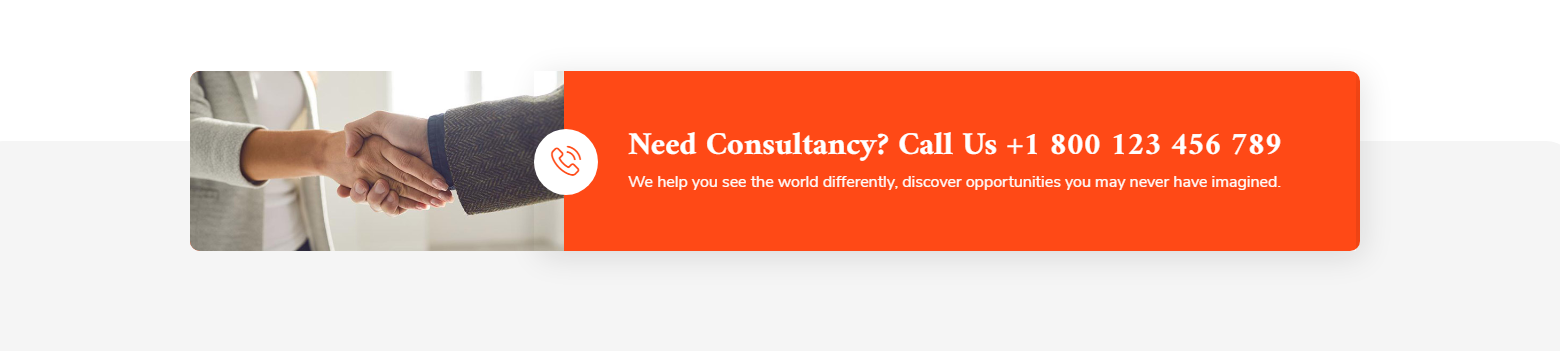 Need Consultancy? Call Us +1 800 123 456 789
We help you see the world differently, discover opportunities you may never have imagined.